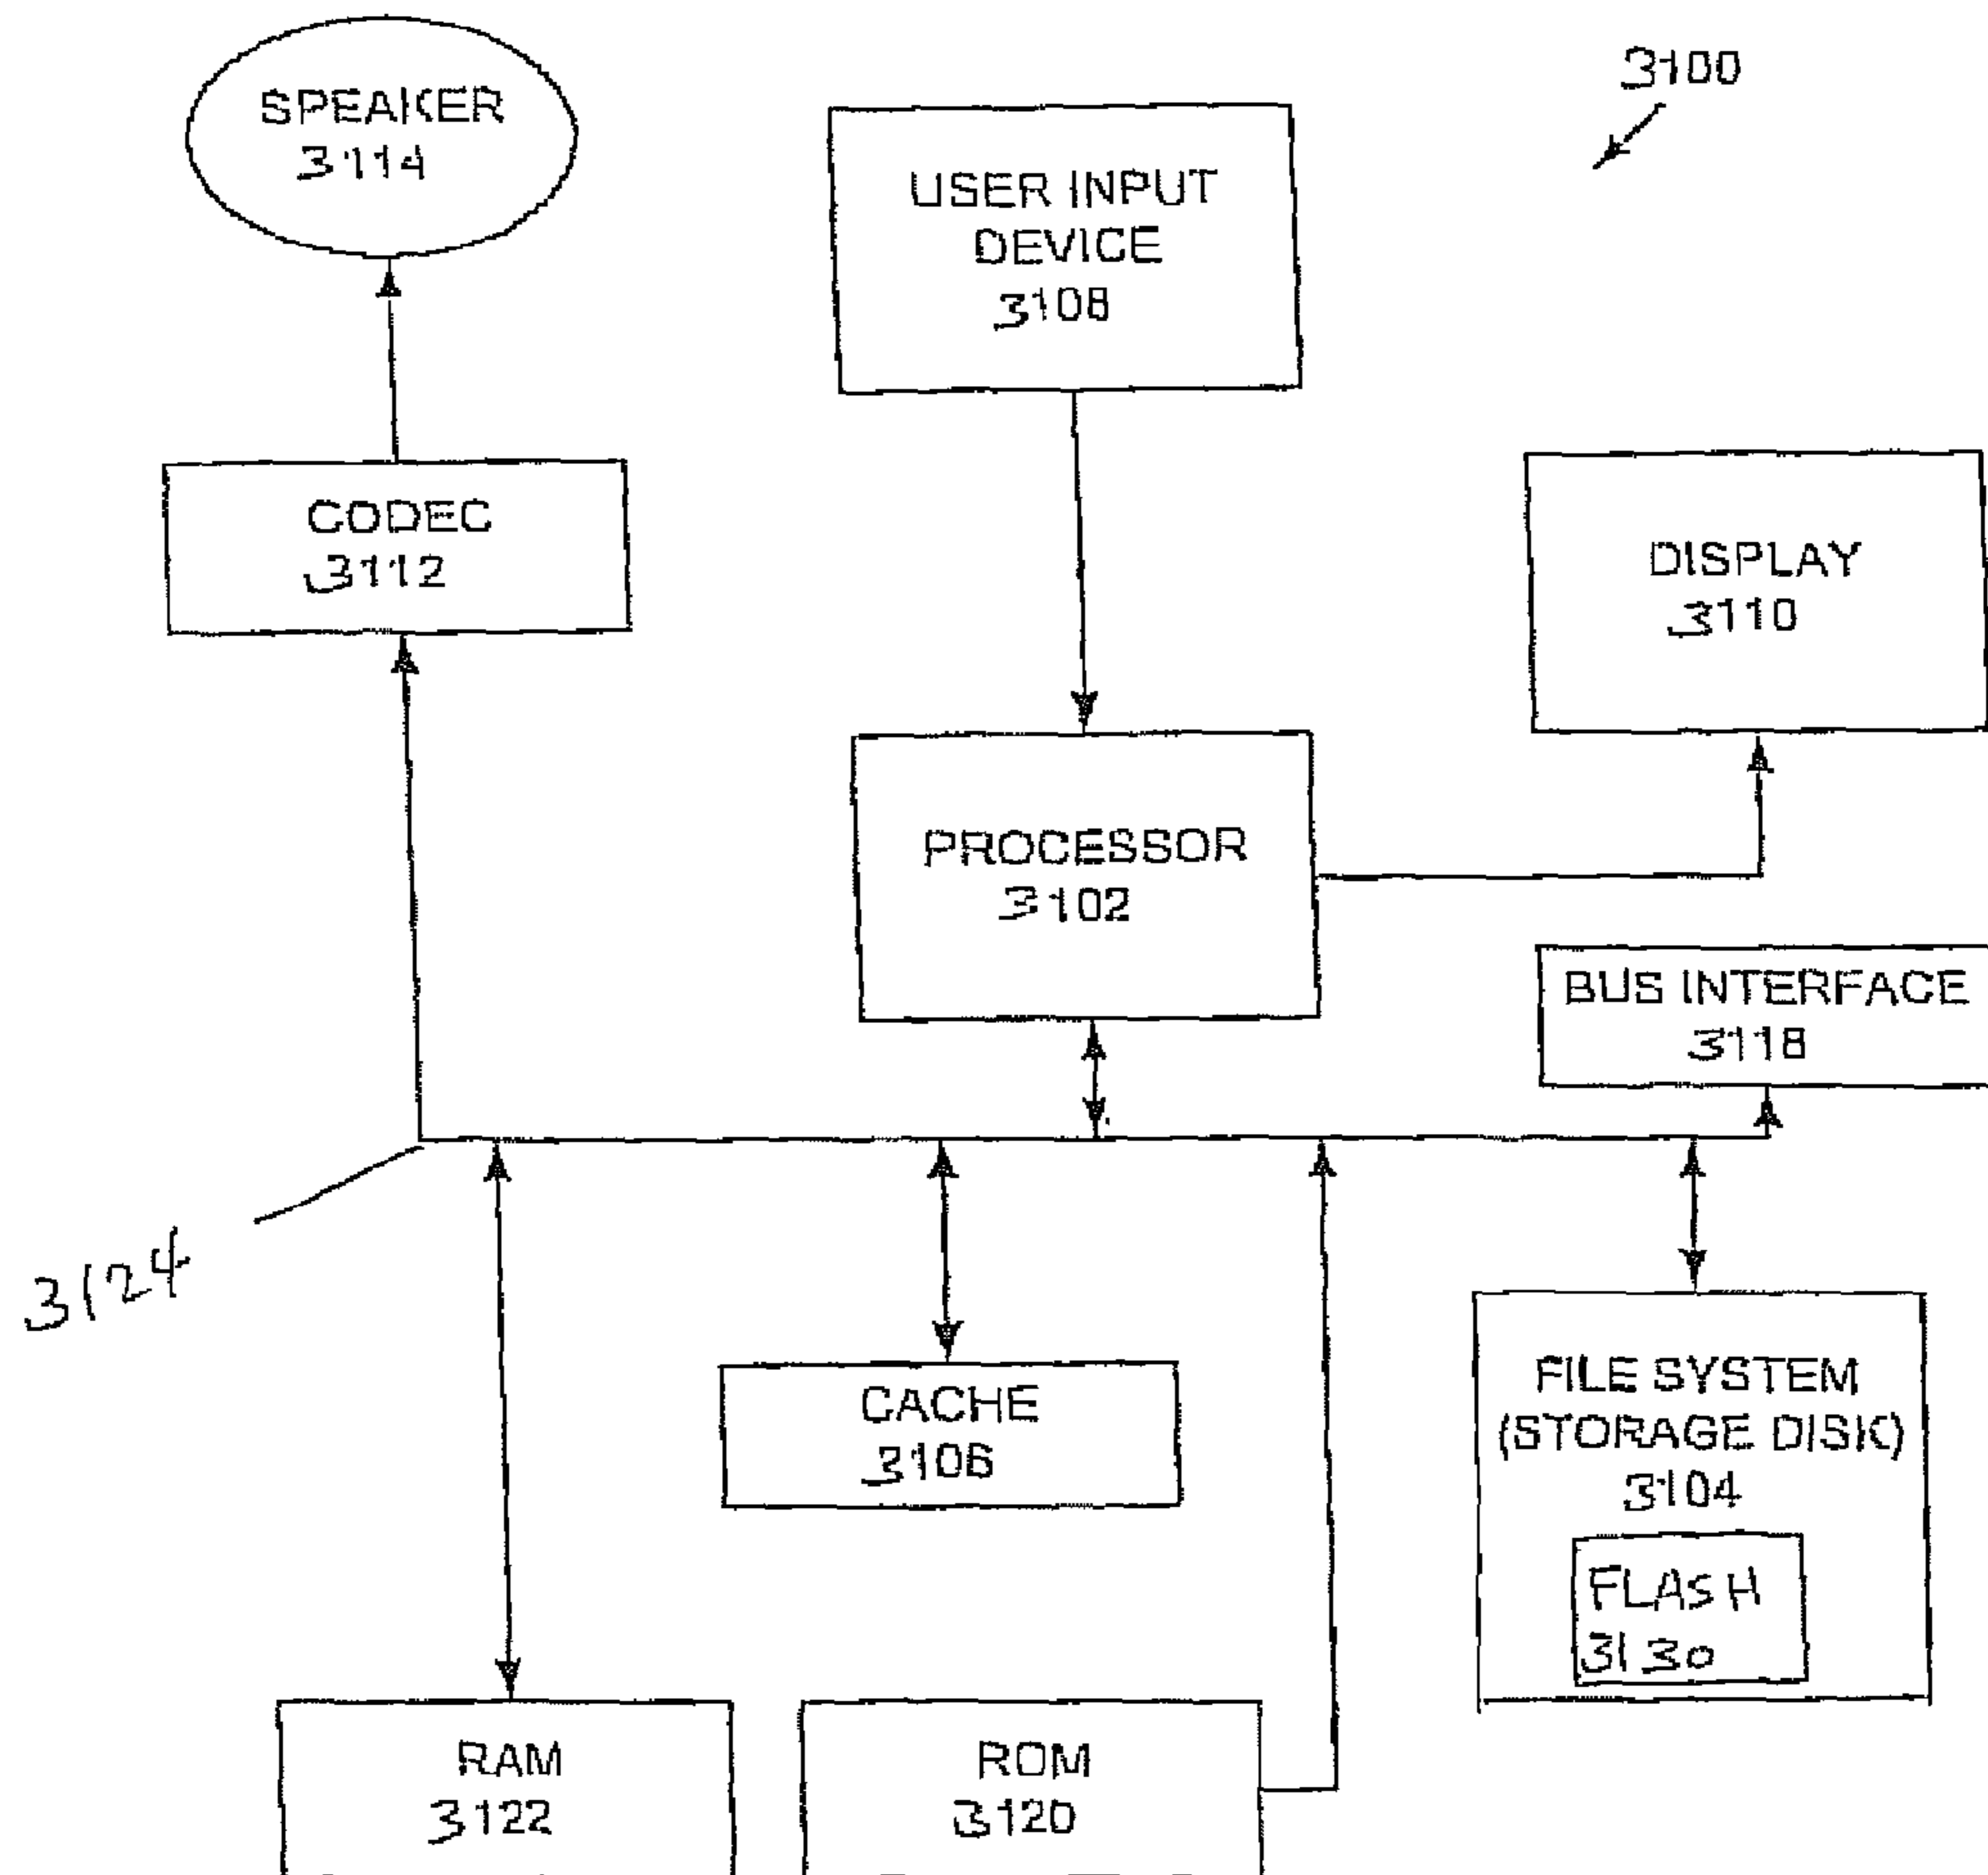 SPEAKER
3114
3100
USER INPUT
DEVICE
3108
CODEC
3112
DISPLAY
3110
PROCESSOR
3102
BUS INTERFACE
3118
3124
CACHE
3106
FILE SYSTEM
(STORAGE DISK)
3104
FLASH
3130
RAM
3122
ROM
3120